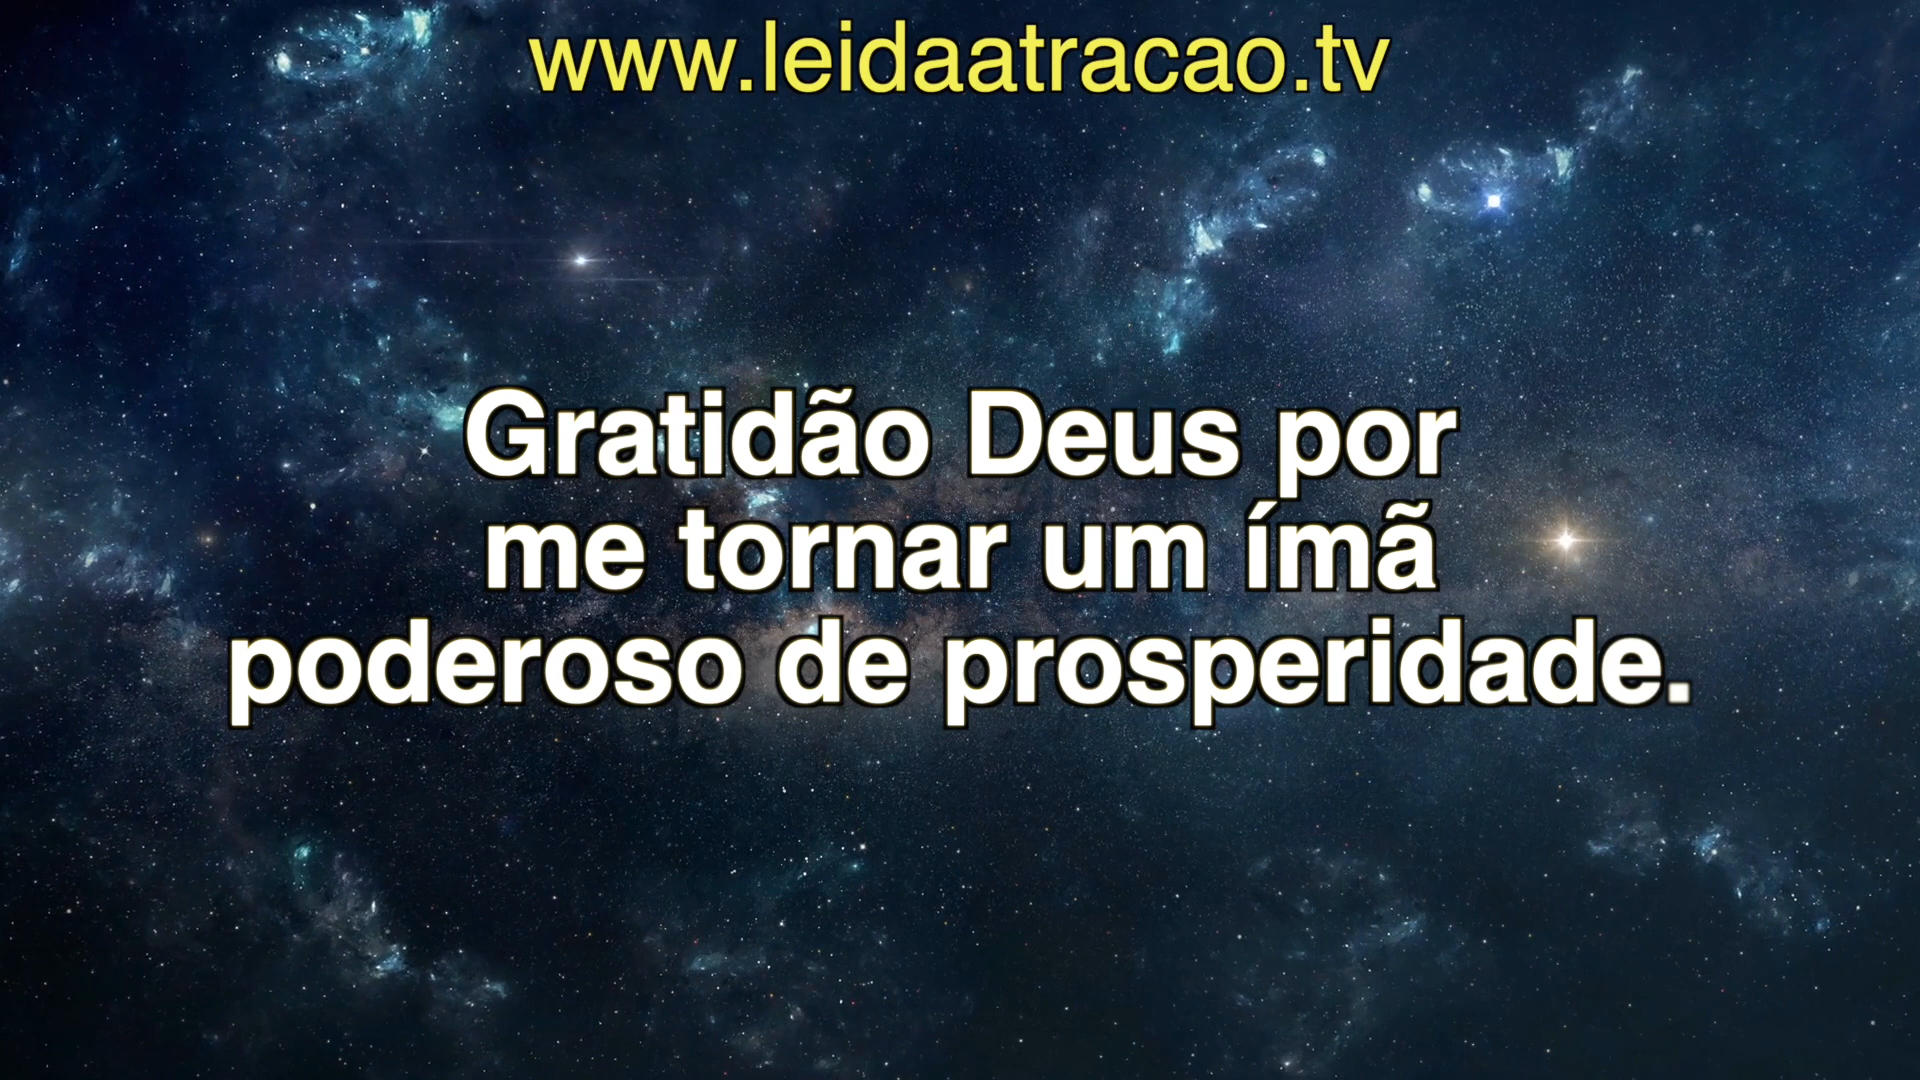 www.leidaatracao.tv
Gratidão Deus por
me tornar um ímã
poderoso de prosperidade.